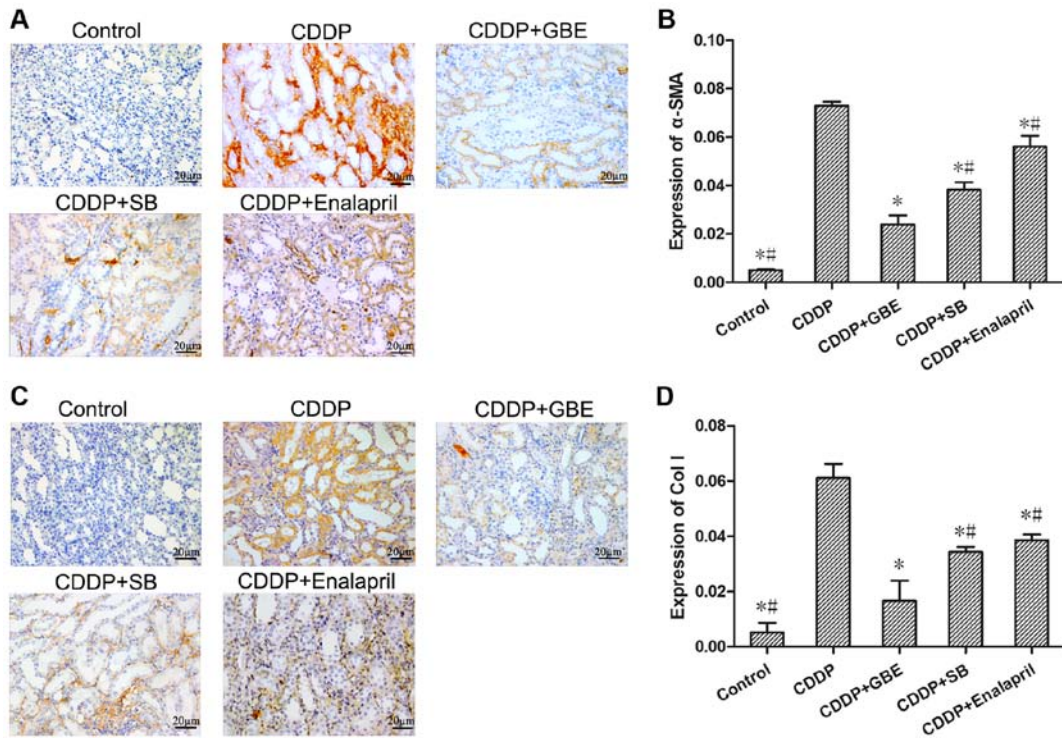 A
Control
CDDP
CDDP+GBE
20μm
20μm
20μm
CDDP+SB
CDDP+Enalapril
20μm
20μm
B
Expression of α-SMA
0.10
0.08
0.06
0.04
0.02
0.00
*#
*
*#
*#
Control
CDDP
CDDP+GBE
CDDP+SB
CDDP+Enalapril
C
Control
CDDP
CDDP+GBE
20μm
20μm
20μm
CDDP+SB
CDDP+Enalapril
20μm
20μm
D
Expression of Col I
0.08
0.06
0.04
0.02
0.00
*#
*
*#
*#
Control
CDDP
CDDP+GBE
CDDP+SB
CDDP+Enalapril